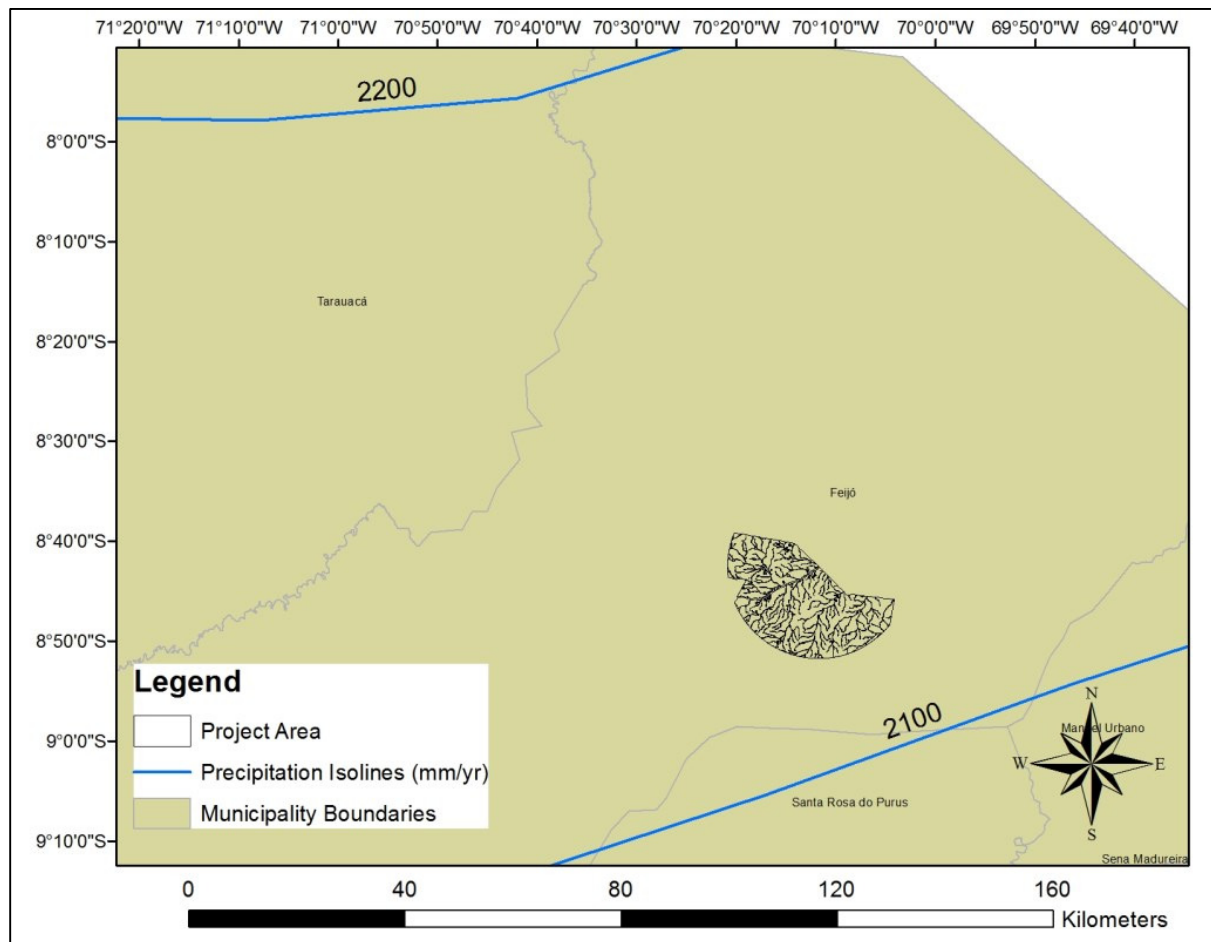 71°20'0"W 71°10'0"W 71°0'0"W 70°50'0"W 70°40'0"W 70°30'0"W 70°20'0"W 70°10'0"W 70°0'0"W 69°50'0"W 69°40'0"W
2200
8°0'0"S
8°10'0"S
Tarauacá
8°20'0"S
8°30'0"S
Feijó
8°40'0"S
8°50'0"S
Legend
Project Area
Precipitation Isolines (mm/yr)
Municipality Boundaries
9°0'0"S
9°10'0"S
2100
N
Manoel Urbano
W
E
S
Santa Rosa do Purus
Sena Madureira
0 40 80 120 160
Kilometers